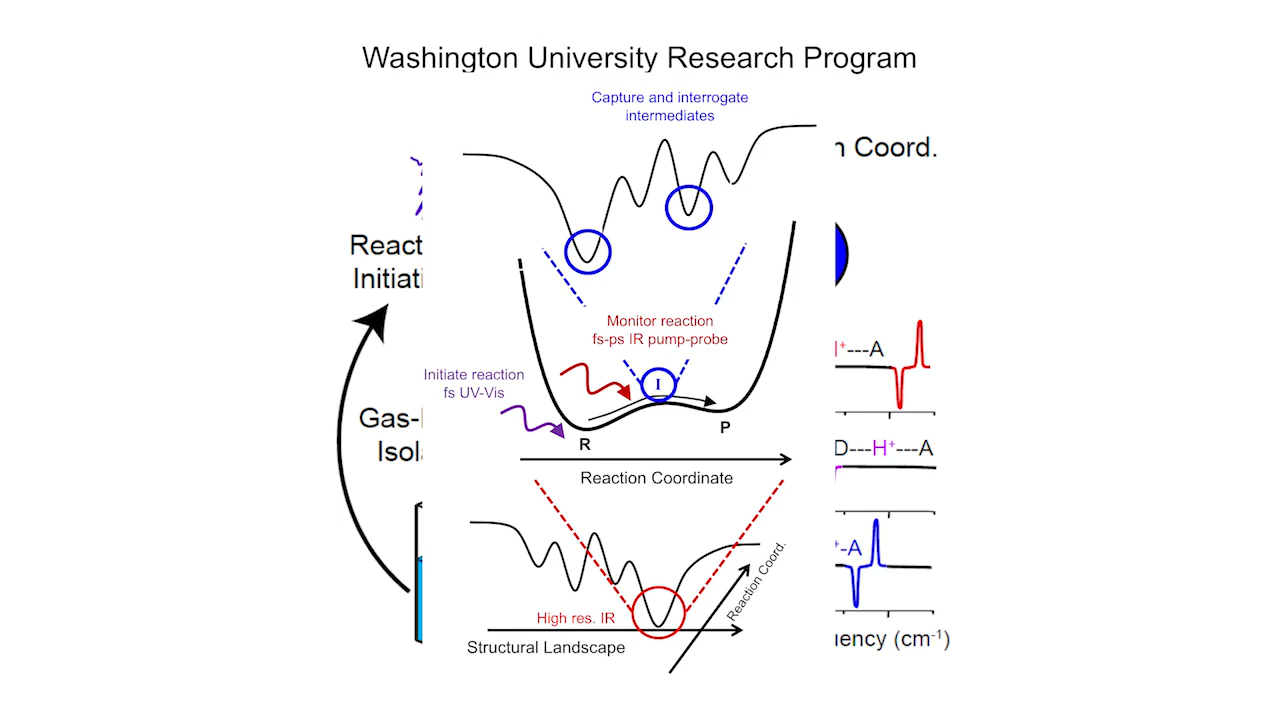 Washington University Research Program
Capture and interrogate
intermediates
n Coord.
React
Initiati
Monitor reaction
fs-ps IR pump-probe
+---A
Initiate reaction
fs UV-Vis
I
Gas-
P
R
Isol
D---H+---A
Reaction Coordinate
+-A
Reaction Coord.
High res. IR
Structural Landscape
uency (cm-1)